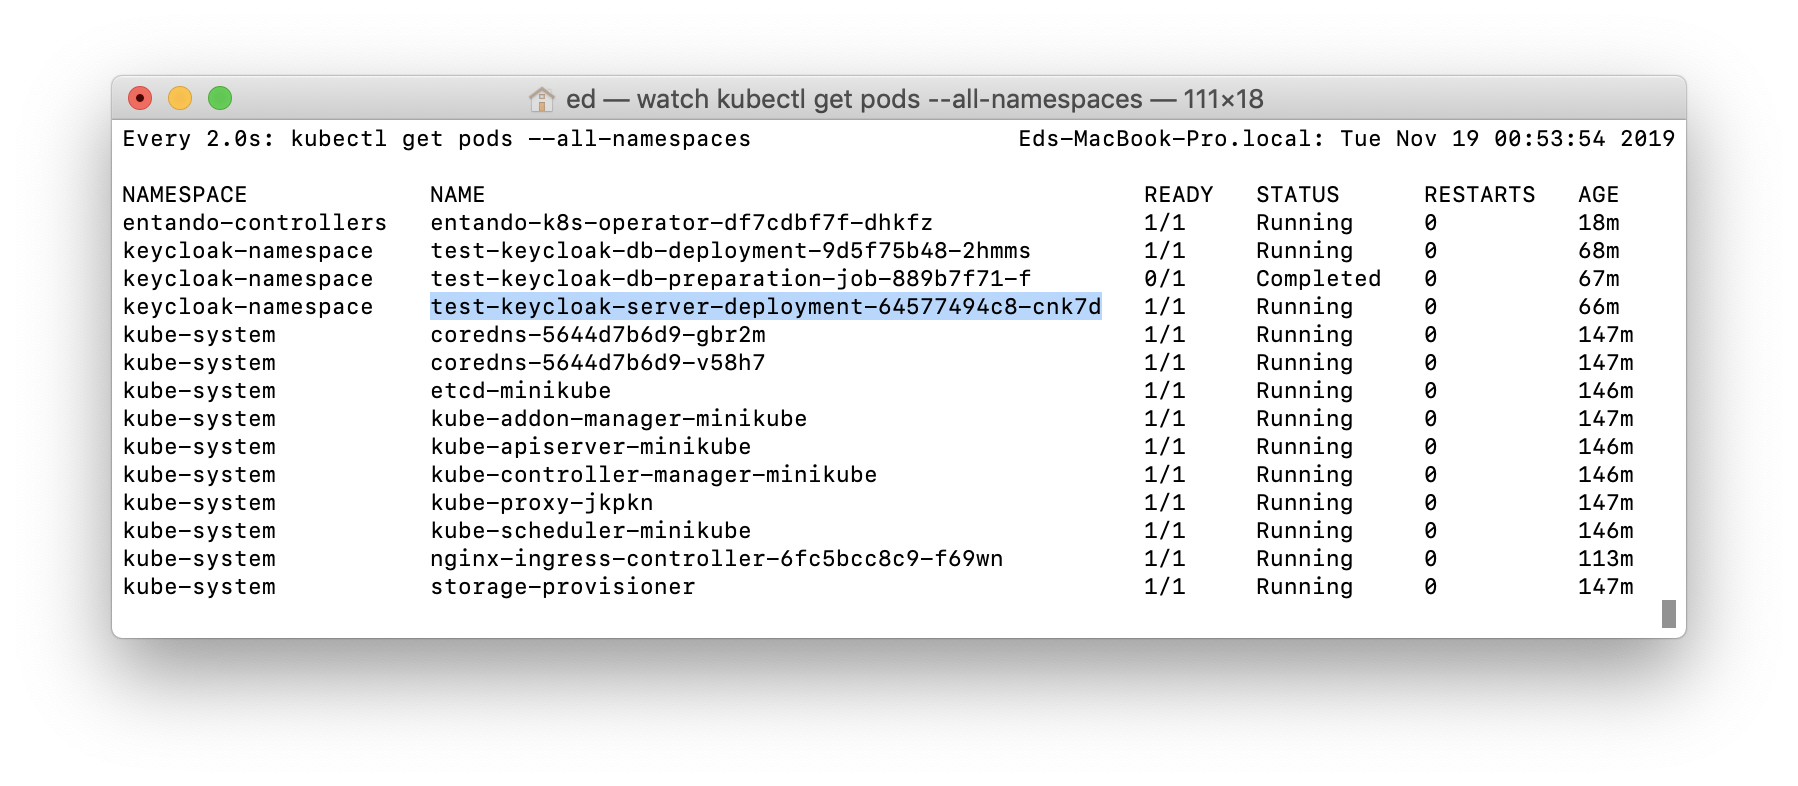 ed — watch kubectl get pods --all-namespaces — 111×18
Every 2.0s: kubectl get pods --all-namespaces Eds-MacBook-Pro.local: Tue Nov 19 00:53:54 2019
NAMESPACE NAME READY STATUS RESTARTS AGE
entando-controllers entando-k8s-operator-df7cdbf7f-dhkfz 1/1 Running 0 18m
keycloak-namespace test-keycloak-db-deployment-9d5f75b48-2hmms 1/1 Running 0 68m
keycloak-namespace test-keycloak-db-preparation-job-889b7f71-f 0/1 Completed 0 67m
keycloak-namespace test-keycloak-server-deployment-64577494c8-cnk7d 1/1 Running 0 66m
kube-system coredns-5644d7b6d9-gbr2m 1/1 Running 0 147m
kube-system coredns-5644d7b6d9-v58h7 1/1 Running 0 147m
kube-system etcd-minikube 1/1 Running 0 146m
kube-system kube-addon-manager-minikube 1/1 Running 0 147m
kube-system kube-apiserver-minikube 1/1 Running 0 146m
kube-system kube-controller-manager-minikube 1/1 Running 0 146m
kube-system kube-proxy-jkpkn 1/1 Running 0 147m
kube-system kube-scheduler-minikube 1/1 Running 0 146m
kube-system nginx-ingress-controller-6fc5bcc8c9-f69wn 1/1 Running 0 113m
kube-system storage-provisioner 1/1 Running 0 147m